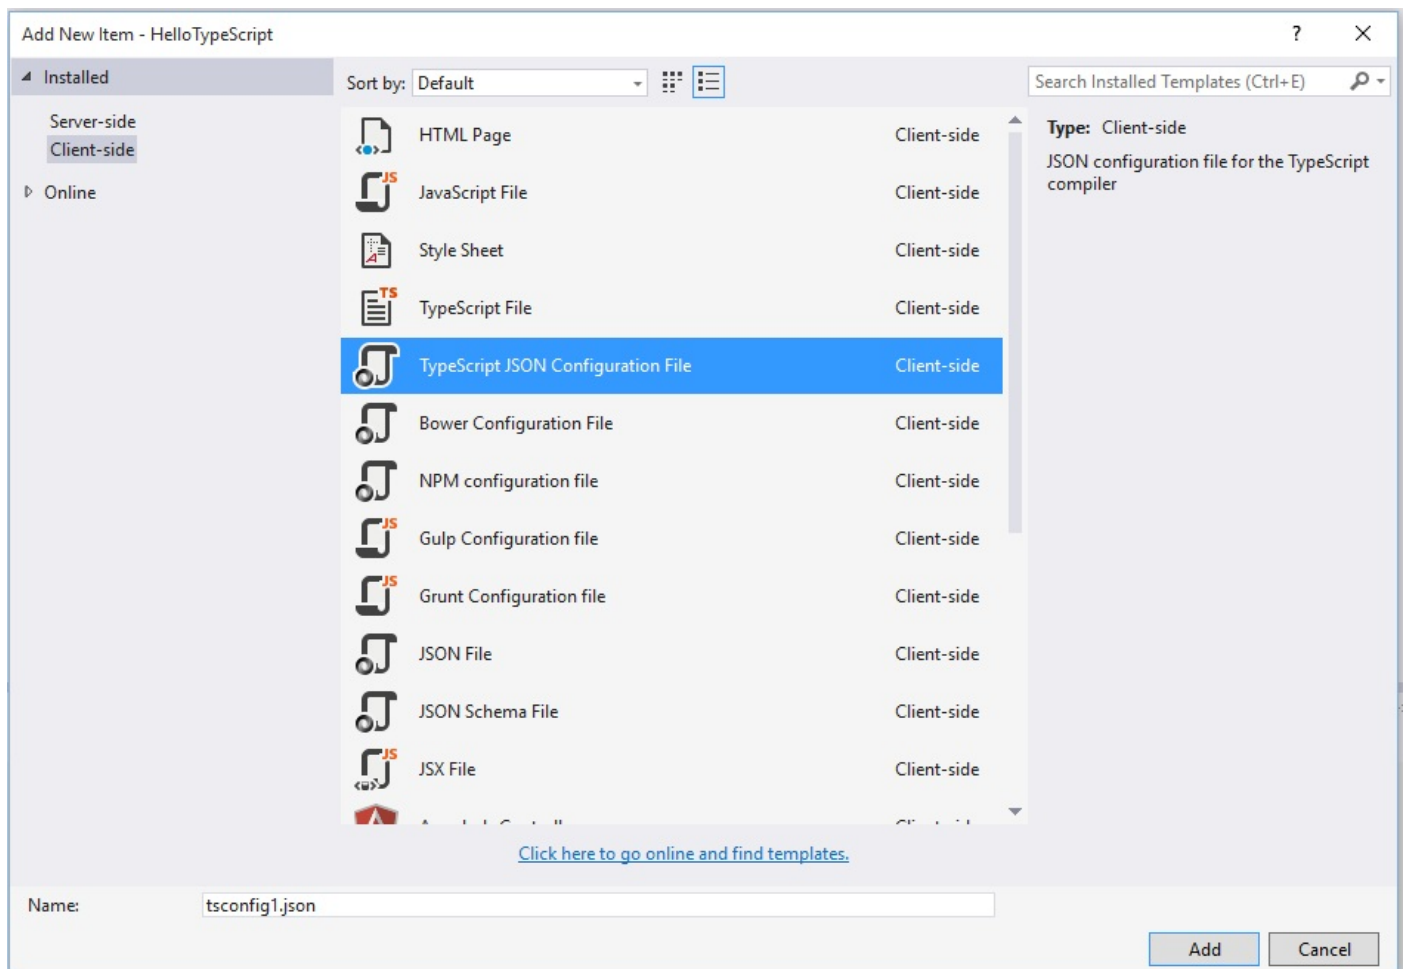 Add New Item - HelloTypeScript
?
Installed
Server-side
Client-side
Online
Sort by: Default
Search Installed Templates (Ctrl+E)
HTML Page Client-side
JS
JavaScript File Client-side
A
Style Sheet Client-side
TS
TypeScript File Client-side
TypeScript JSON Configuration File Client-side
Bower Configuration File Client-side
NPM configuration file Client-side
JS
Gulp Configuration file Client-side
JS
Grunt Configuration file Client-side
JSON File Client-side
JSON Schema File Client-side
JS
JSX File Client-side
Type: Client-side
JSON configuration file for the TypeScript
compiler
Click here to go online and find templates.
Name: tsconfig1.json
Add Cancel